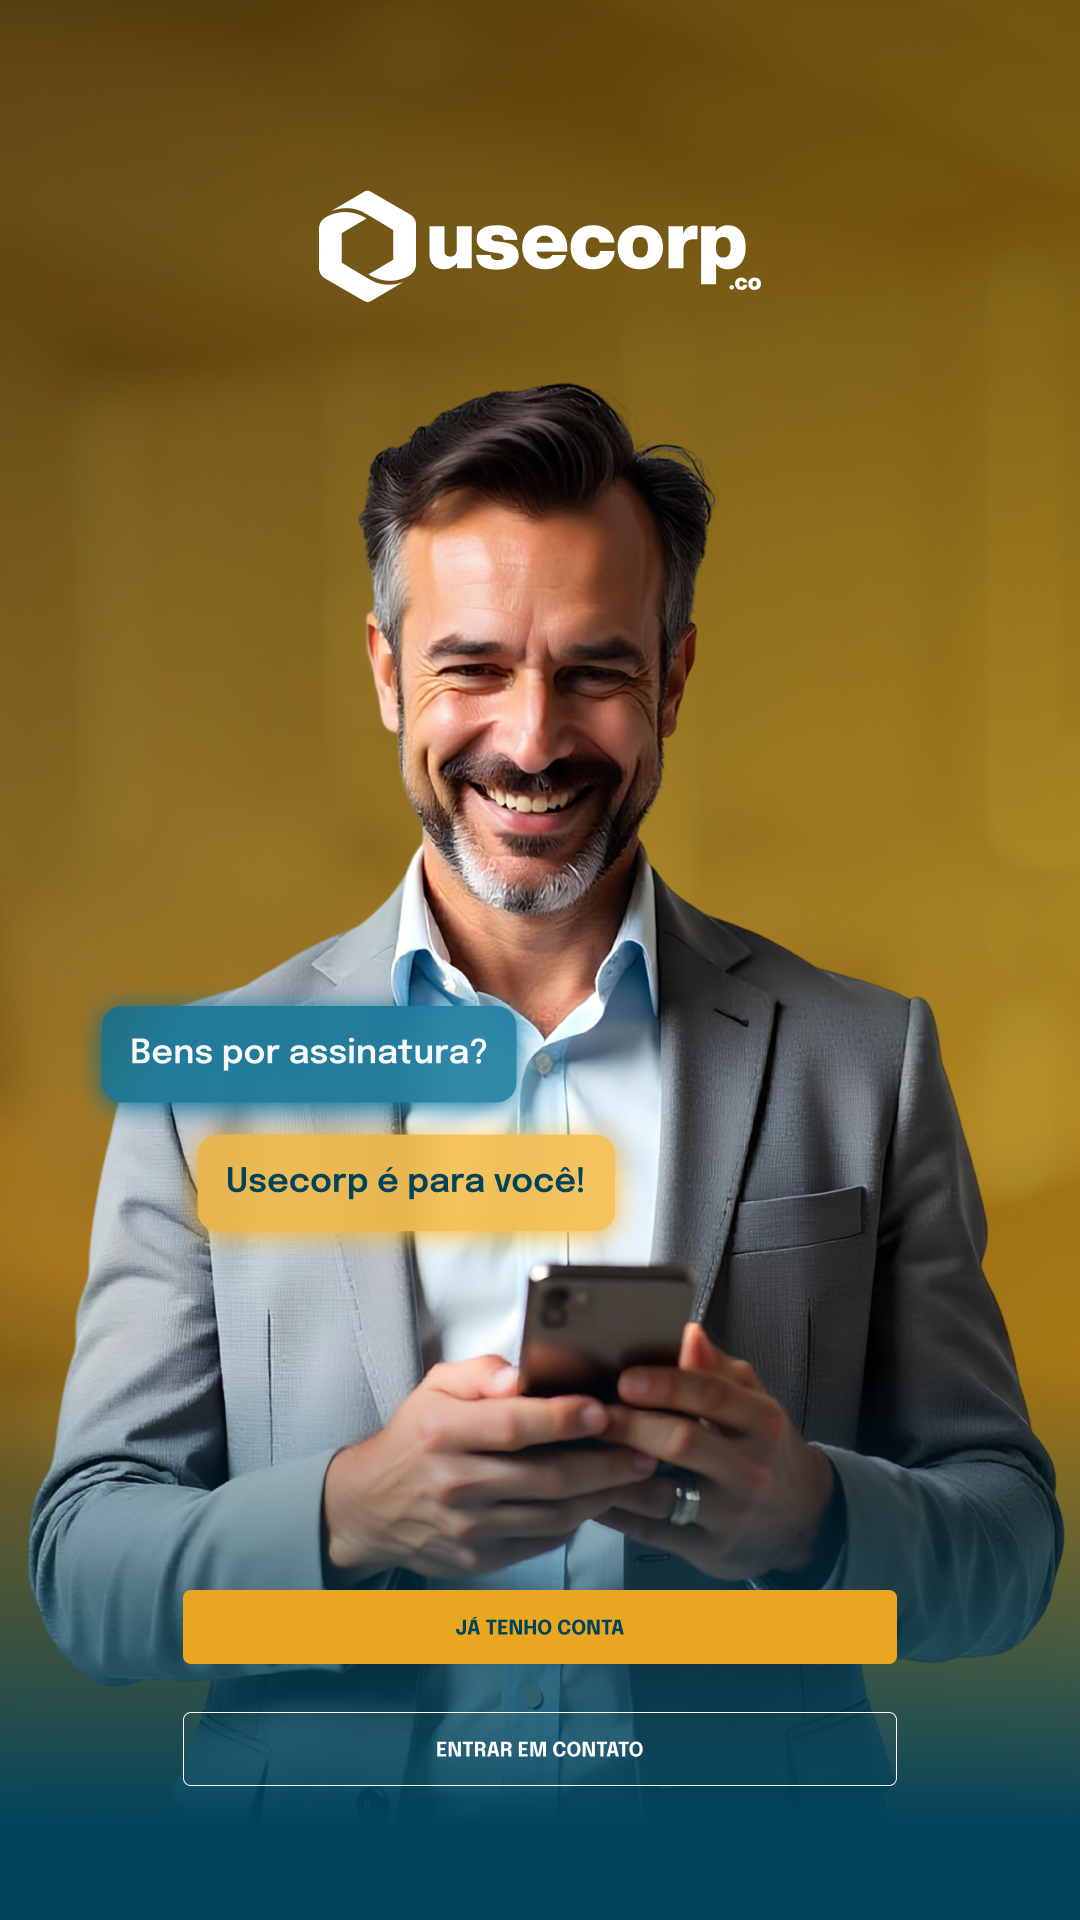 usecorp
.co
Bens por assinatura?
Usecorp é para você!
JÁ TENHO CONTA
ENTRAR EM CONTATO